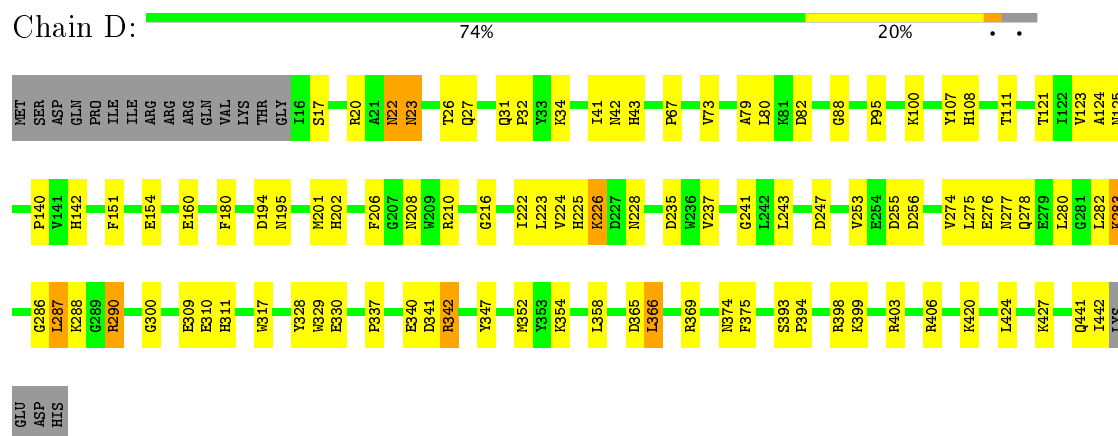 Chain D:
74% 20% • •
MET SER ASP GLN PRO ILE ILE ARG ARG ARG GLN VAL LYS THR GLY I16 S17 R20 A21 N22 N23 T26 Q27 Q31 P32 Y33 K34 I41 N42 H43 P67 V73 A79 L80 K81 D82 G88 P95 K100 Y107 H108 T111 T121 I122 V123 A124 N125
P140 V141 H142 F151 E154 E160 F180 D194 N195 M201 H202 F206 G207 N208 W209 R210 G216 I222 L223 V224 H225 K226 D227 N228 D235 W236 V237 G241 L242 L243 D247 V253 E254 D255 D256 V274 L275 E276 N277 Q278 E279 L280 G281 L282 K283
G286 L287 K288 G289 R290 G300 E309 E310 H311 W317 Y328 W329 E330 P337 E340 D341 R342 Y347 M352 Y353 K354 L358 D365 L366 R369 N374 F375 S393 P394 R398 K399 R403 R406 K420 L424 K427 Q441 I442 LYS
GLU ASP HIS